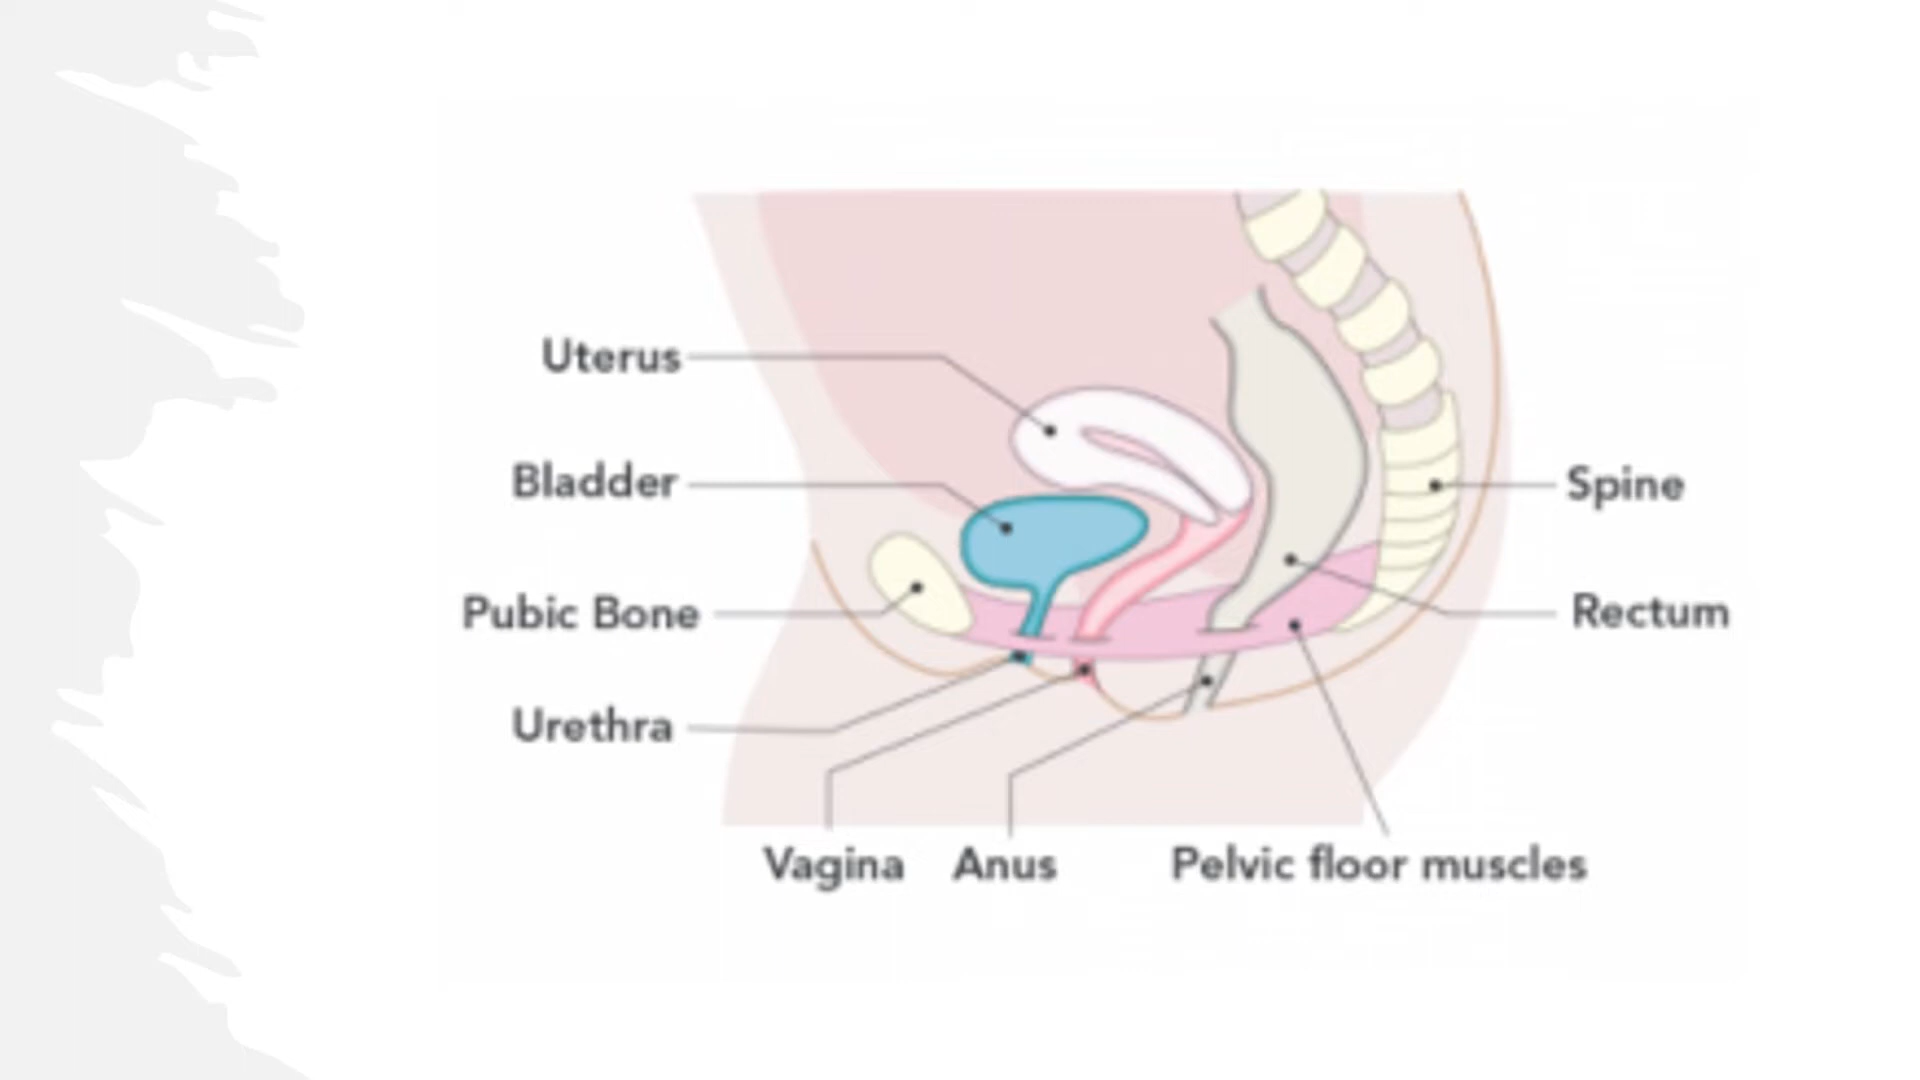 Uterus
Bladder
Spine
Pubic Bone
Rectum
Urethra
Vagina
Anus
Pelvic floor muscles